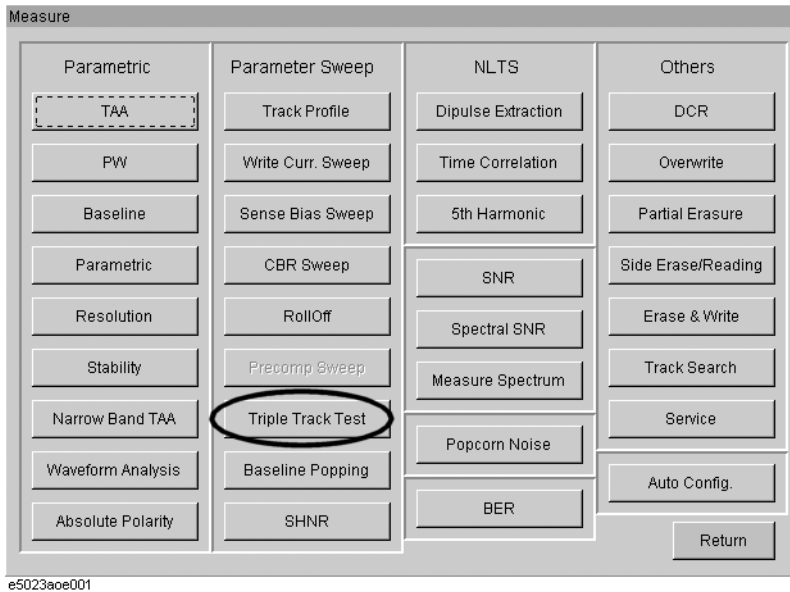 Measure
Parametric
TAA
PW
Baseline
Parametric
Resolution
Stability
Narrow Band TAA
Waveform Analysis
Absolute Polarity
Parameter Sweep
Track Profile
Write Curr. Sweep
Sense Bias Sweep
CBR Sweep
RollOff
Precomp Sweep
Triple Track Test
Baseline Popping
SHNR
NLTS
Dipulse Extraction
Time Correlation
5th Harmonic
SNR
Spectral SNR
Measure Spectrum
Popcorn Noise
BER
Others
DCR
Overwrite
Partial Erasure
Side Erase/Reading
Erase & Write
Track Search
Service
Auto Config.
Return
e5023aoe001